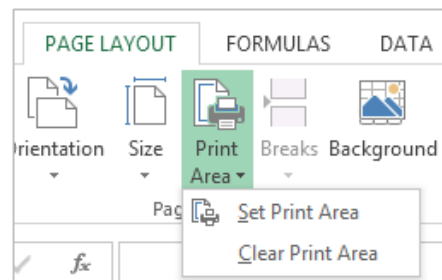 PAGE LAYOUT FORMULAS DATA
rientation Size Print Area Breaks Background
Pag
Set Print Area
Clear Print Area
fx